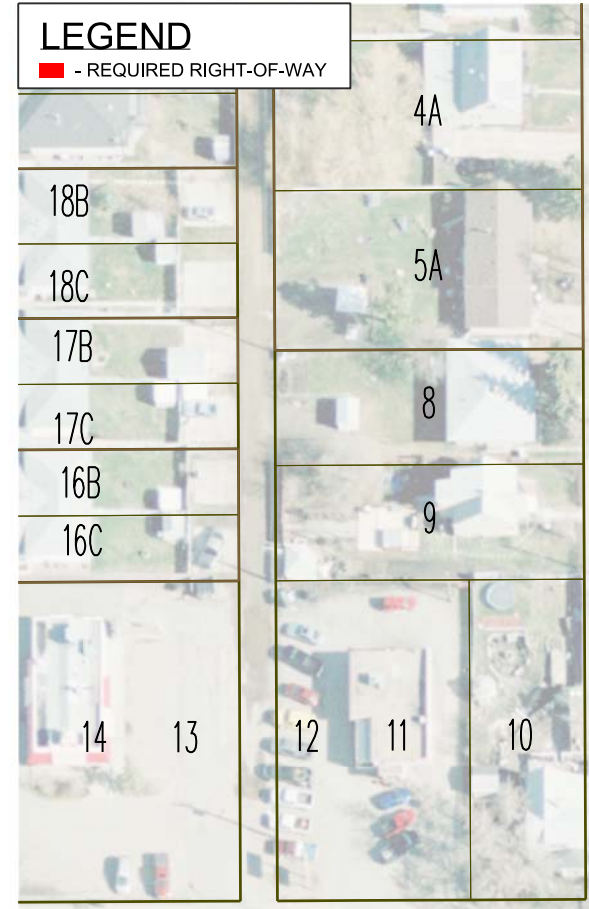 LEGEND
- REQUIRED RIGHT-OF-WAY
4A
18B
5A
18C
17B
8
17C
16B
9
16C
14 13 12 11 10